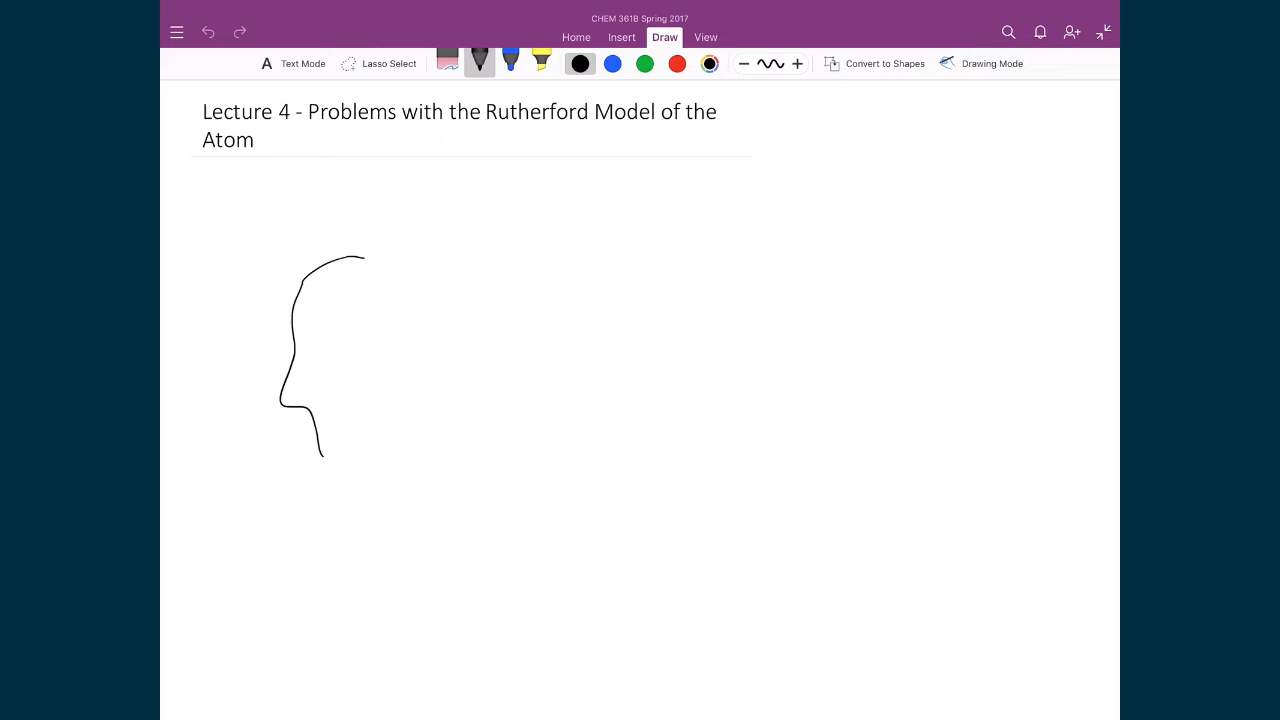 CHEM 361B Spring 2017
Home Insert Draw View
A Text Mode Lasso Select Convert to Shapes Drawing Mode
Lecture 4 - Problems with the Rutherford Model of the
Atom